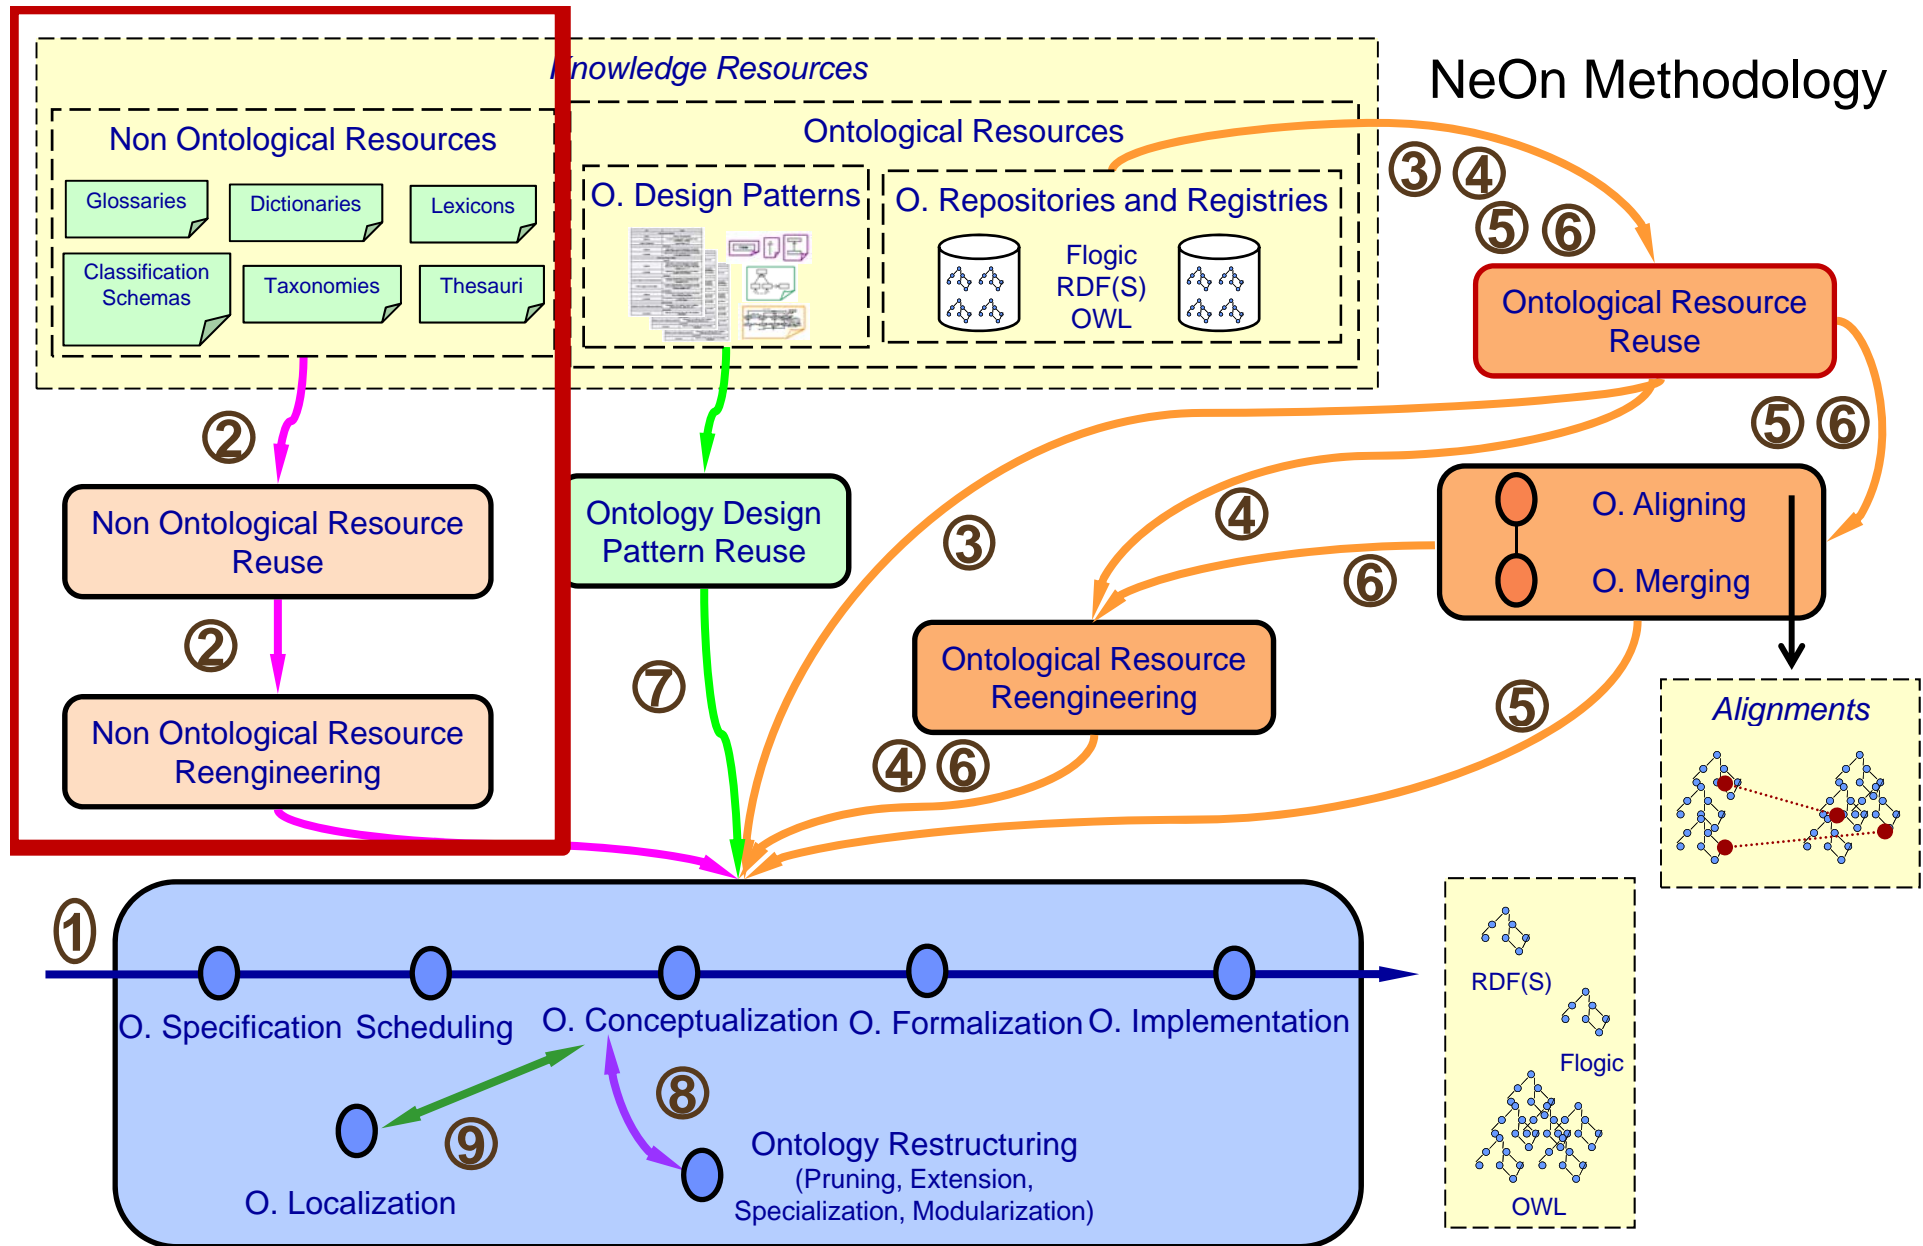 Knowledge Resources
NeOn Methodology
Non Ontological Resources
Glossaries
Dictionaries
Lexicons
Classification
Schemas
Taxonomies
Thesauri
Ontological Resources
O. Design Patterns
O. Repositories and Registries
Flogic
RDF(S)
OWL
3 4
5 6
Ontological Resource
Reuse
5 6
2
Non Ontological Resource
Reuse
2
Non Ontological Resource
Reengineering
Ontology Design
Pattern Reuse
7
3
4
6
O. Aligning
O. Merging
Ontological Resource
Reengineering
4 6
5
Alignments
1
O. Specification
Scheduling
O. Conceptualization
O. Formalization
O. Implementation
8
9
O. Localization
Ontology Restructuring
(Pruning, Extension,
Specialization, Modularization)
RDF(S)
Flogic
OWL